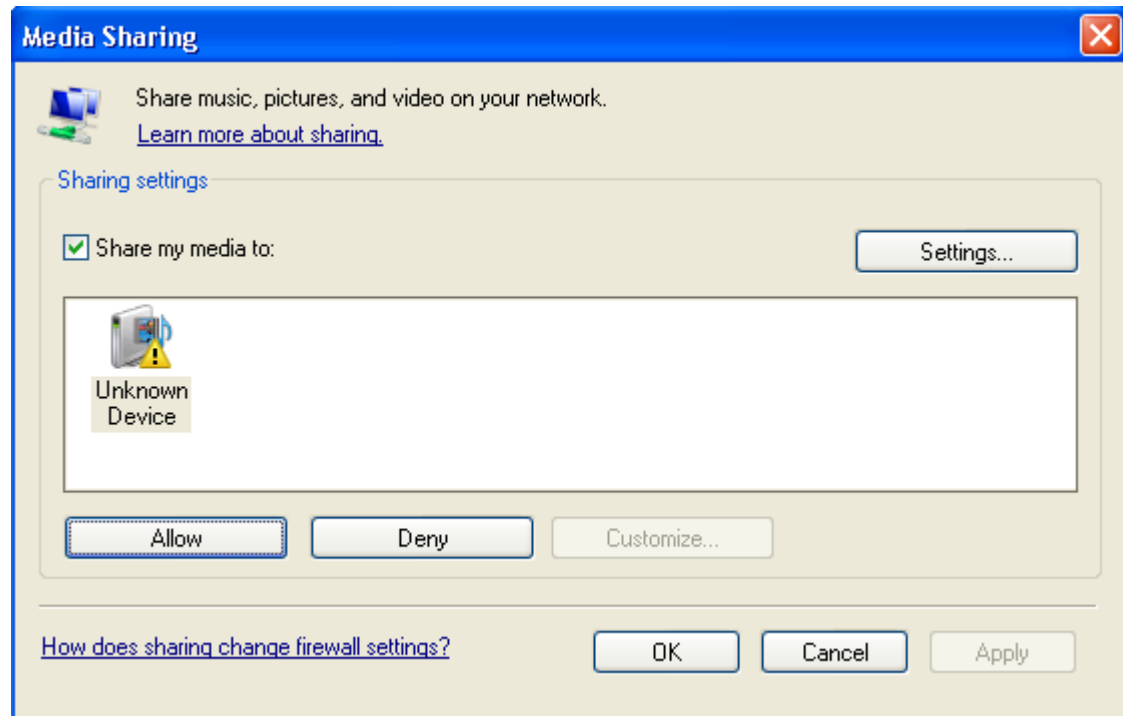 Media Sharing
Share music, pictures, and video on your network.
Learn more about sharing.
Sharing settings
Share my media to:
Settings...
Unknown
Device
Allow
Deny
Customize...
How does sharing change firewall settings?
OK
Cancel
Apply